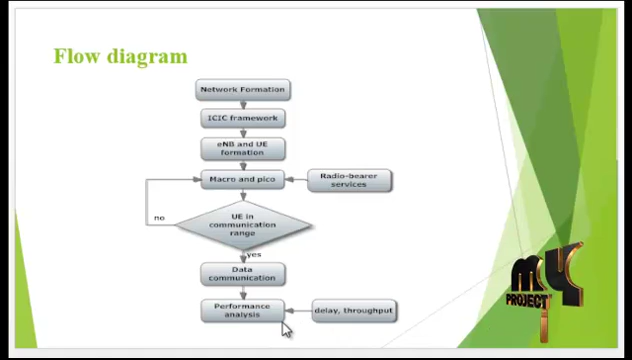 Flow diagram
Network Formation
ICIC framework
eNB and UE
formation
Macro and pico
Radio-bearer
services
no
UE in
communication
range
yes
Data
communication
Performance
analysis
delay, throughput
my
PROJECT